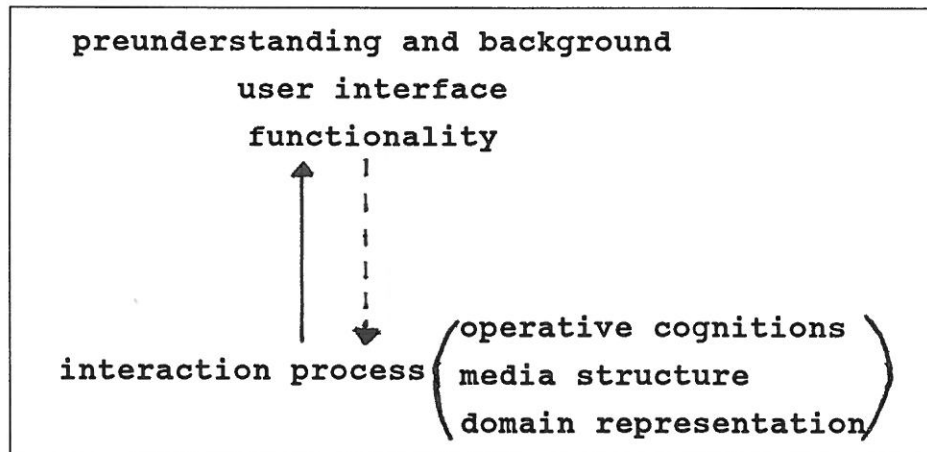 preunderstanding and background
user interface
functionality
operative cognitions
interaction process media structure
domain representation